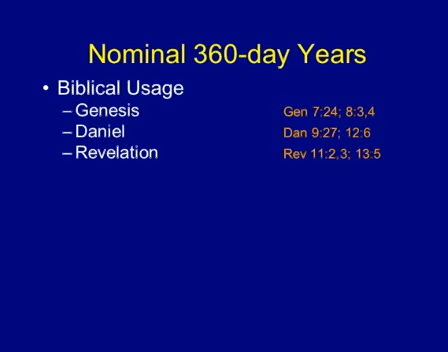 Nominal 360-day Years
• Biblical Usage
– Genesis Gen 7:24; 8:3,4
– Daniel Dan 9:27; 12:6
– Revelation Rev 11:2,3; 13:5